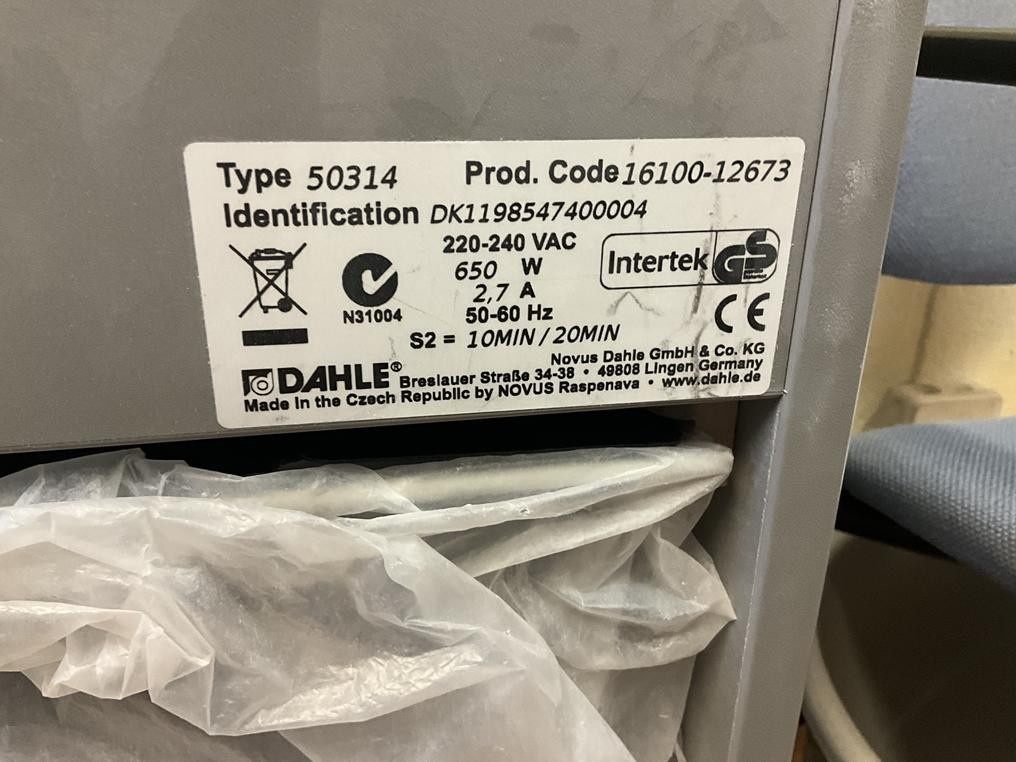 Type 50314 Prod. Code 16100-12673
Identification DK1198547400004
220-240 VAC
650 W
2,7 A
50-60 Hz
S2 = 10MIN / 20MIN
N31004
Intertek GS
CE
DAHLE®
Novus Dahle GmbH & Co. KG
Breslauer Straße 34-38 • 49808 Lingen Germany
Made in the Czech Republic by NOVUS Raspenava • www.dahle.de